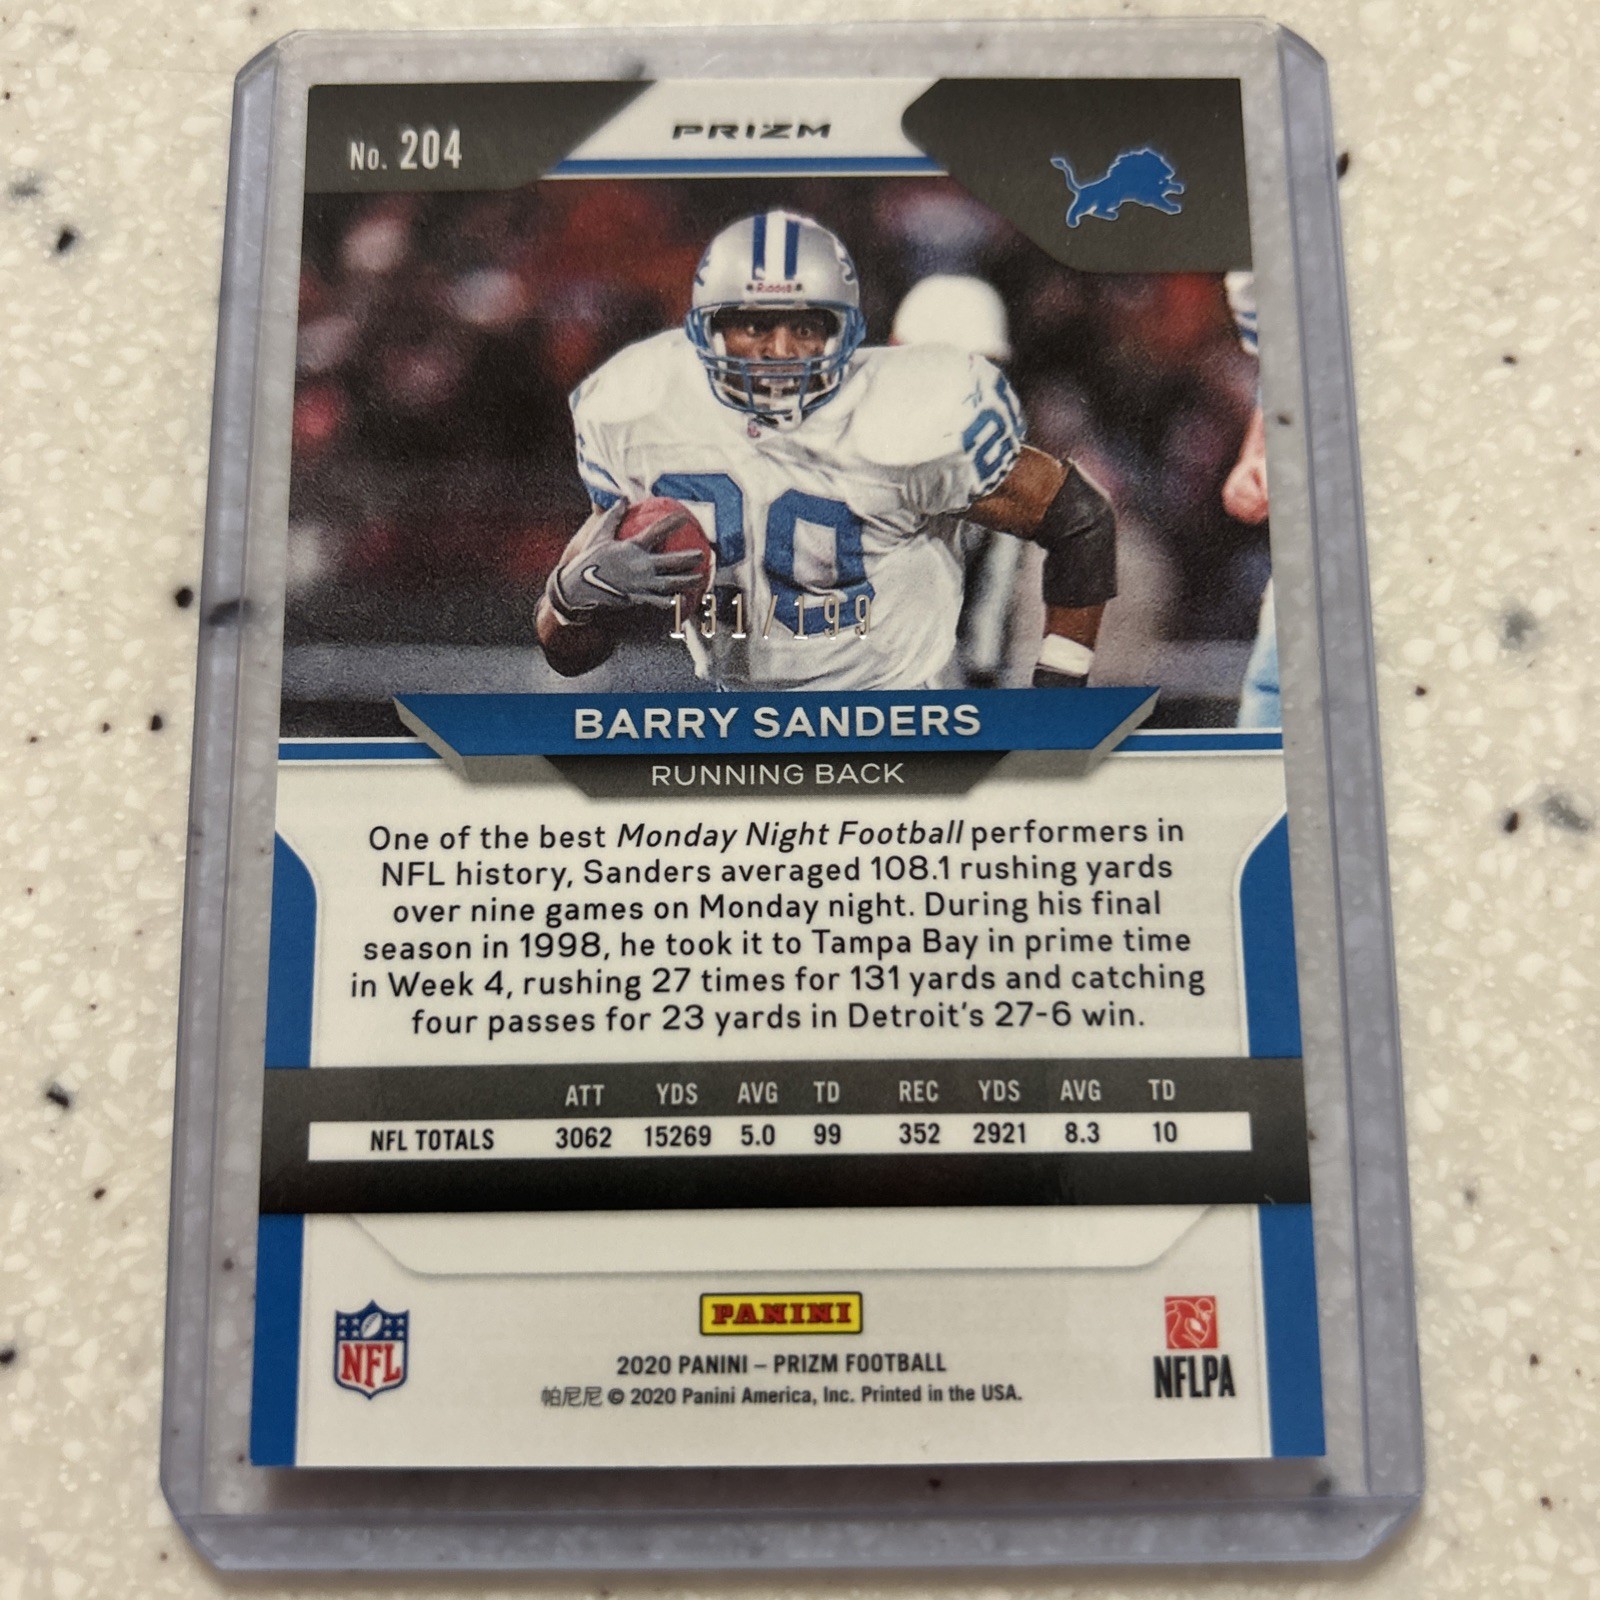 No. 204
PRIZM
Riddell
20
20
131/199
BARRY SANDERS
RUNNING BACK
One of the best Monday Night Football performers in
NFL history, Sanders averaged 108.1 rushing yards
over nine games on Monday night. During his final
season in 1998, he took it to Tampa Bay in prime time
in Week 4, rushing 27 times for 131 yards and catching
four passes for 23 yards in Detroit's 27-6 win.
ATT YDS AVG TD REC YDS AVG TD
NFL TOTALS 3062 15269 5.0 99 352 2921 8.3 10
NFL
PANINI
NFLPA
2020 PANINI – PRIZM FOOTBALL
帕尼尼 © 2020 Panini America, Inc. Printed in the USA.